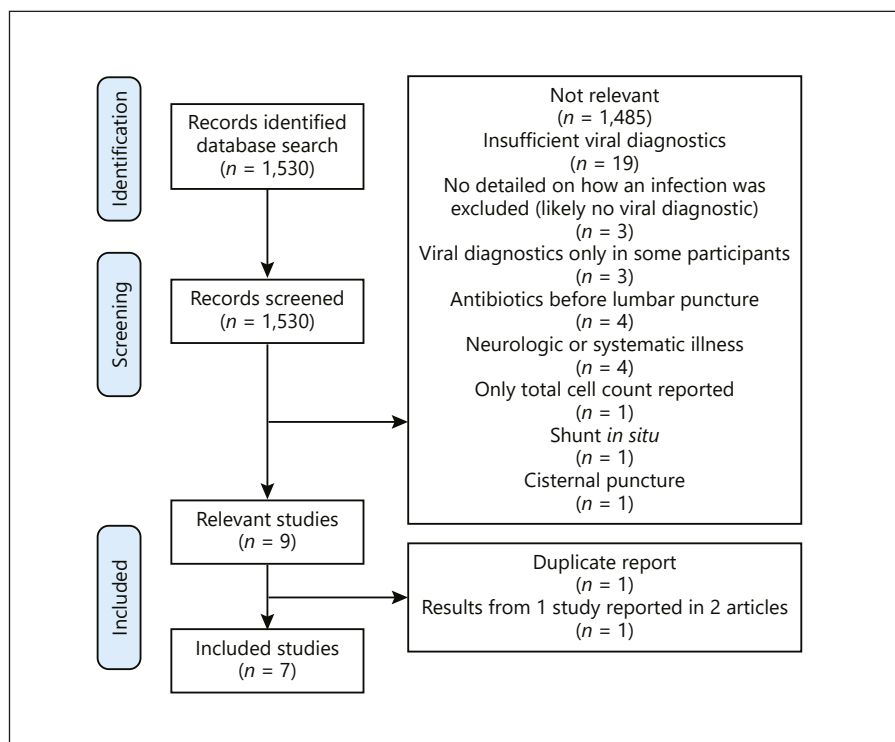 Identification
Records identified
database search
(n = 1,530)
Screening
Records screened
(n = 1,530)
Not relevant
(n = 1,485)
Insufficient viral diagnostics
(n = 19)
No detailed on how an infection was
excluded (likely no viral diagnostic)
(n = 3)
Viral diagnostics only in some participants
(n = 3)
Antibiotics before lumbar puncture
(n = 4)
Neurologic or systematic illness
(n = 4)
Only total cell count reported
(n = 1)
Shunt in situ
(n = 1)
Cisternal puncture
(n = 1)
Included
Relevant studies
(n = 9)
Duplicate report
(n = 1)
Results from 1 study reported in 2 articles
(n = 1)
Included studies
(n = 7)